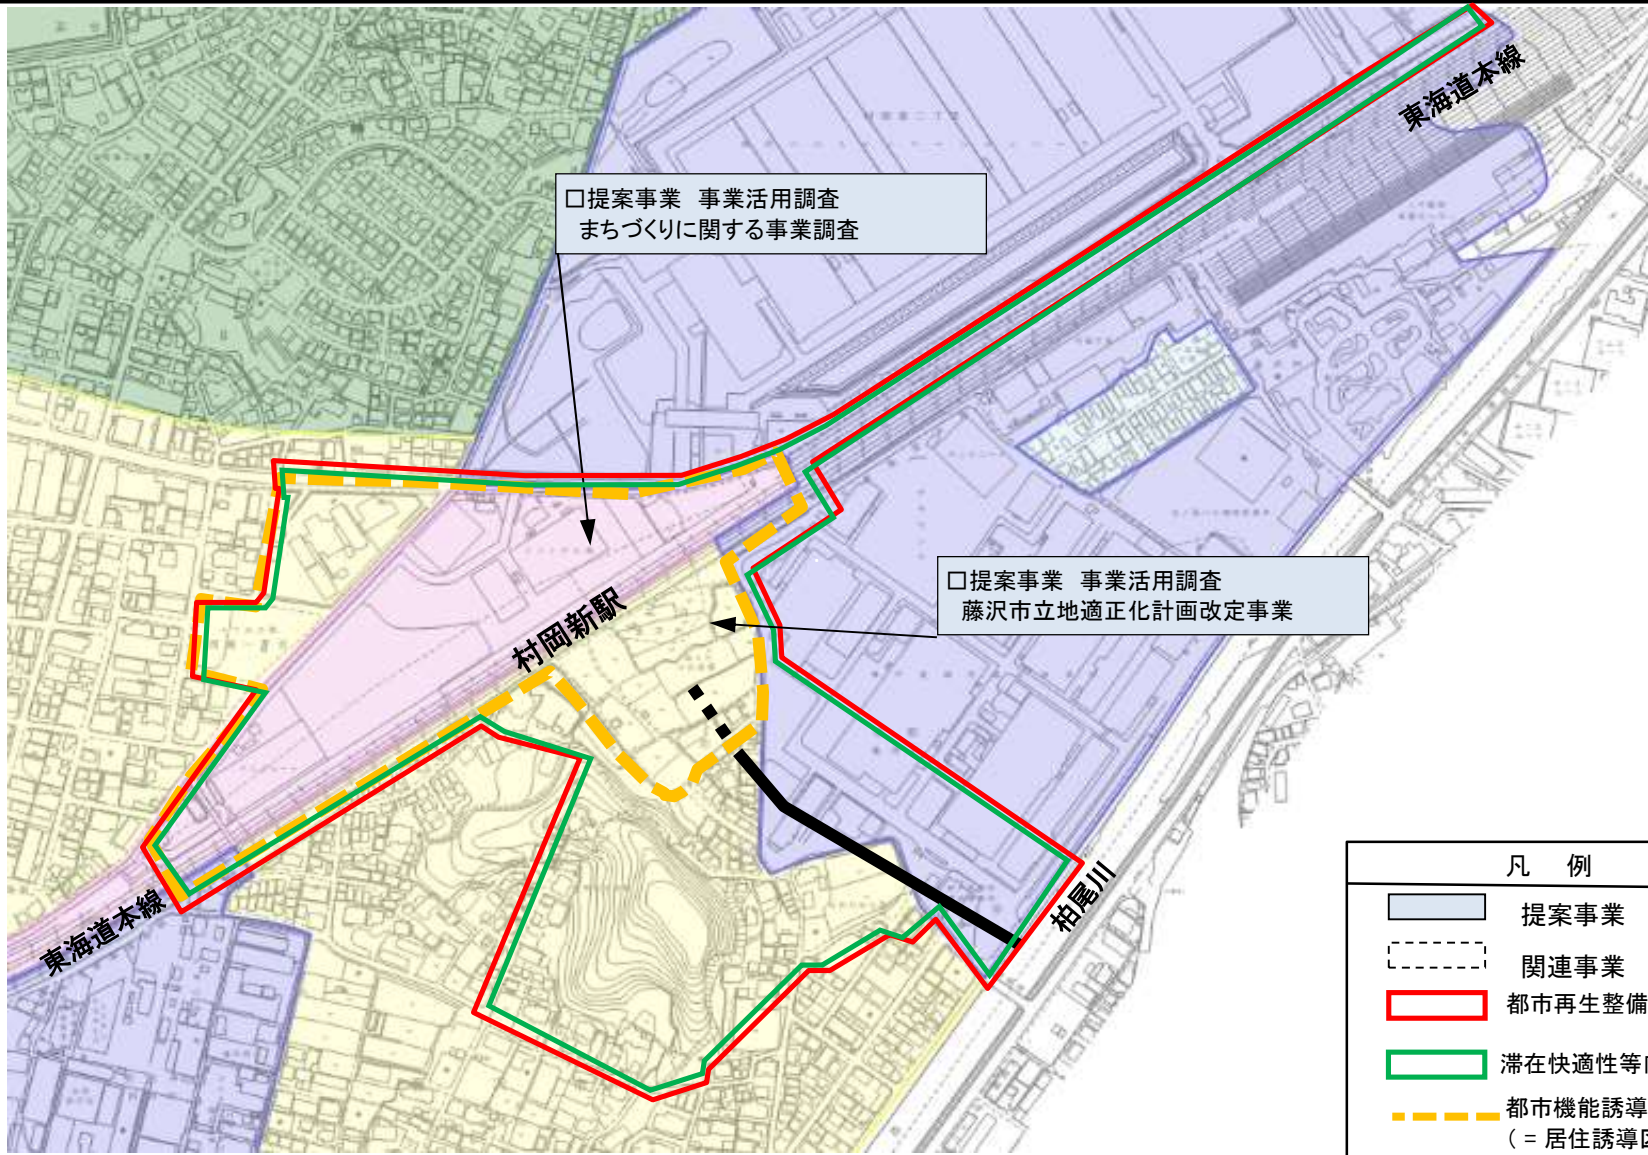 東海道本線
□提案事業 事業活用調査
まちづくりに関する事業調査
□提案事業 事業活用調査
藤沢市立地適正化計画改定事業
村岡新駅
柏尾川
東海道本線
凡 例
提案事業
関連事業
都市再生整備
滞在快適性等
都市機能誘導
( = 居住誘導